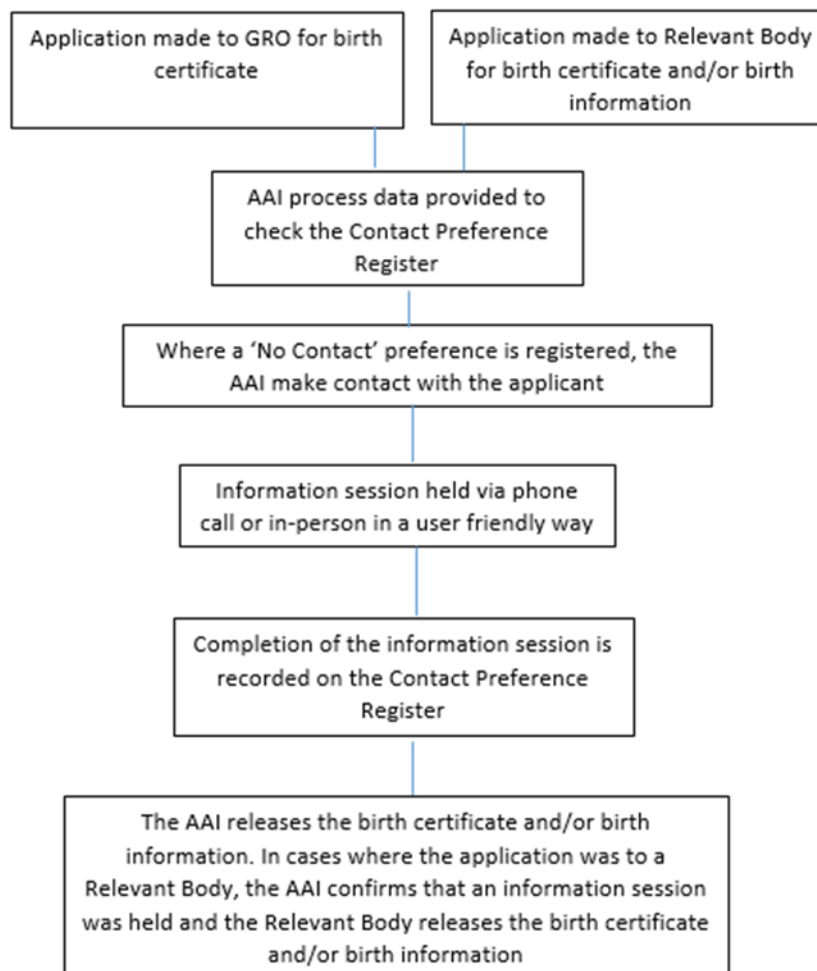 Application made to GRO for birth
certificate
Application made to Relevant Body
for birth certificate and/or birth
information
AAI process data provided to
check the Contact Preference
Register
Where a ‘No Contact’ preference is registered, the
AAI make contact with the applicant
Information session held via phone
call or in-person in a user friendly way
Completion of the information session is
recorded on the Contact Preference
Register
The AAI releases the birth certificate and/or birth
information. In cases where the application was to a
Relevant Body, the AAI confirms that an information session
was held and the Relevant Body releases the birth certificate
and/or birth information